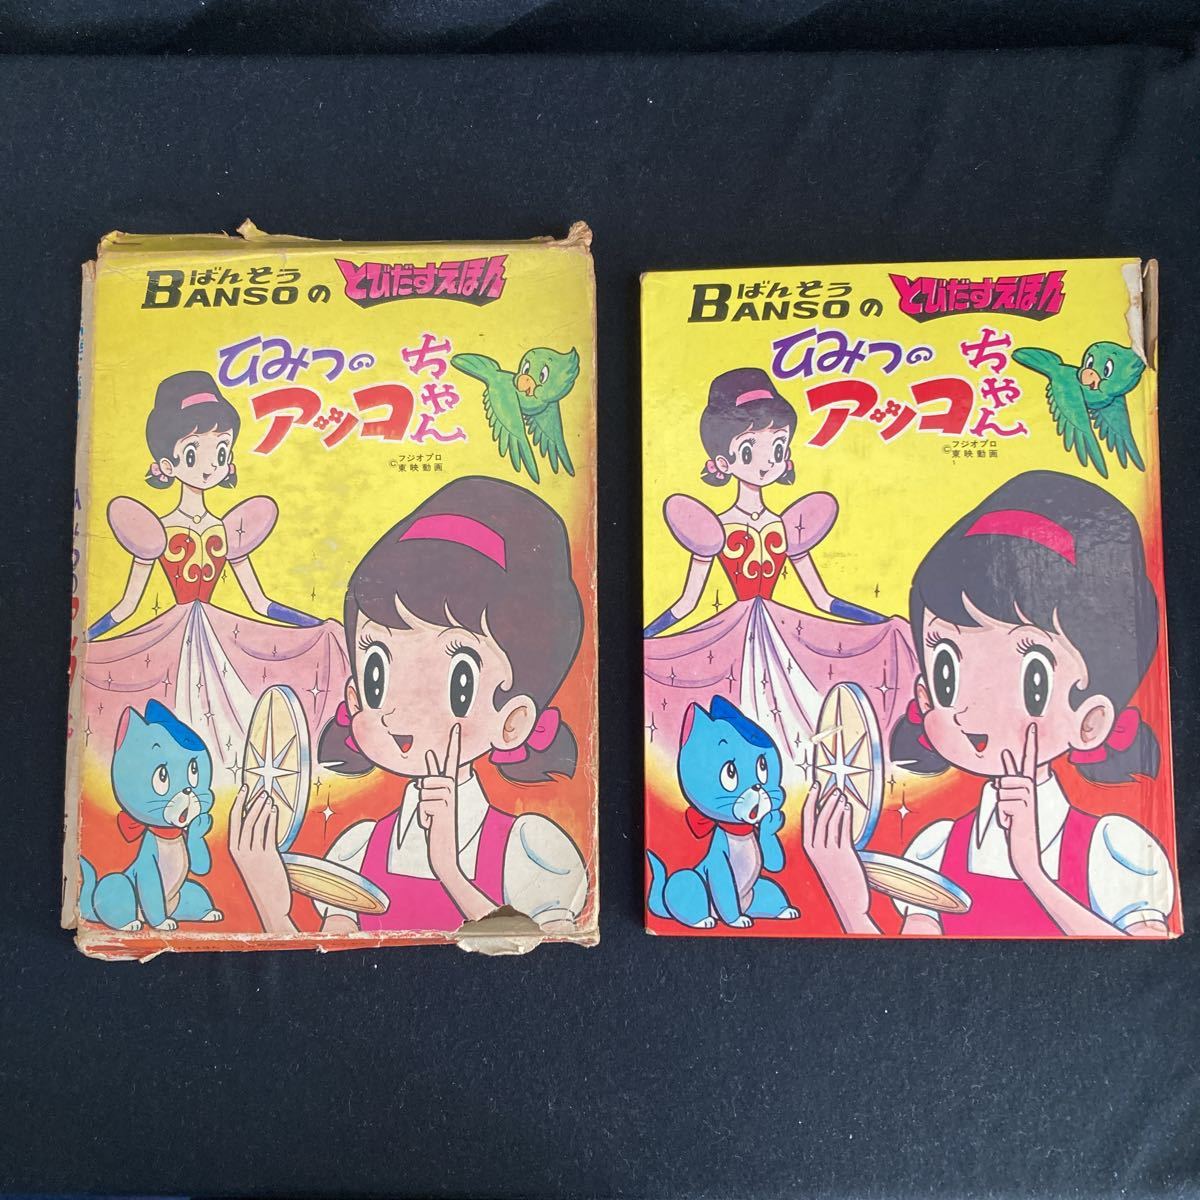 ばんそう
BANSOの
とびだすえほん
ひみつの
アッコ
ちゃん
©フジオプロ
東映動画
ばんそう
BANSOの
とびだすえほん
ひみつの
アッコ
ちゃん
©フジオプロ
東映動画